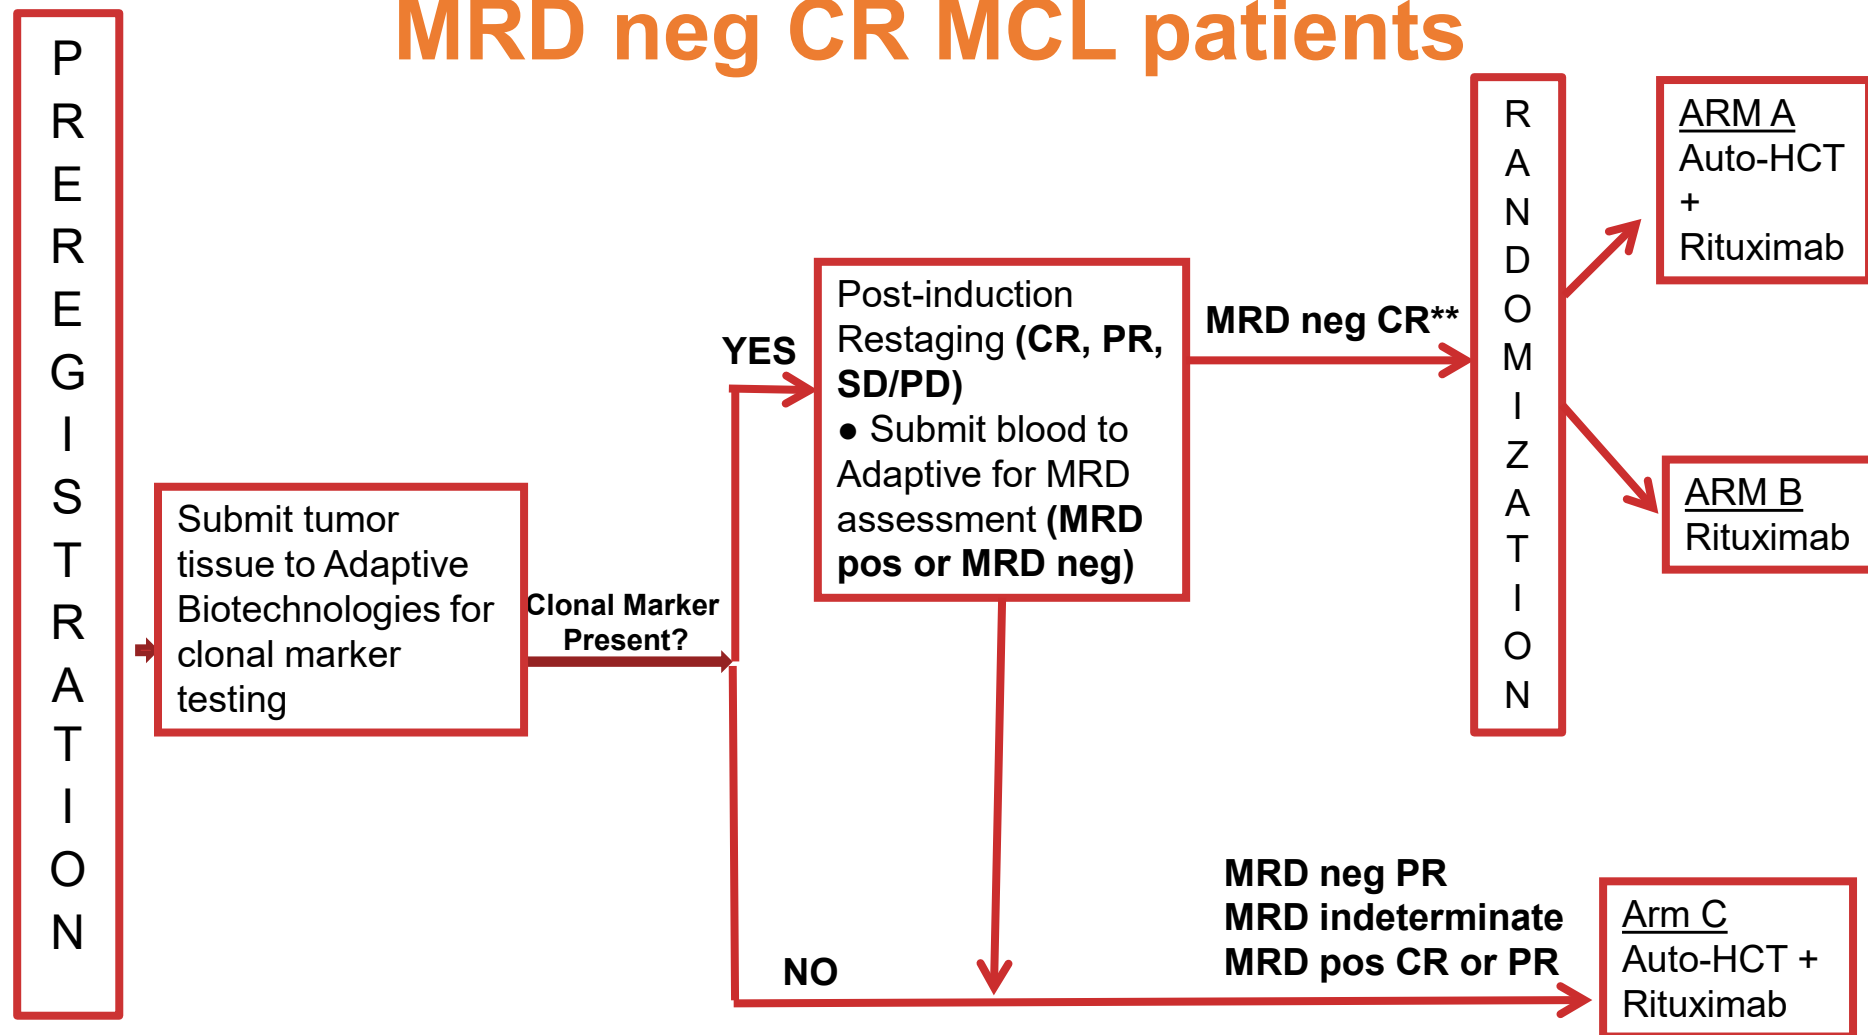 MRD neg CR MCL patients
PREREGISTRATION
Submit tumor
tissue to Adaptive
Biotechnologies for
clonal marker
testing
Clonal Marker
Present?
YES
NO
Post-induction
Restaging (CR, PR,
SD/PD)
● Submit blood to
Adaptive for MRD
assessment (MRD
pos or MRD neg)
MRD neg CR**
RANDOMIZATION
ARM A
Auto-HCT
+
Rituximab
ARM B
Rituximab
MRD neg PR
MRD indeterminate
MRD pos CR or PR
Arm C
Auto-HCT +
Rituximab